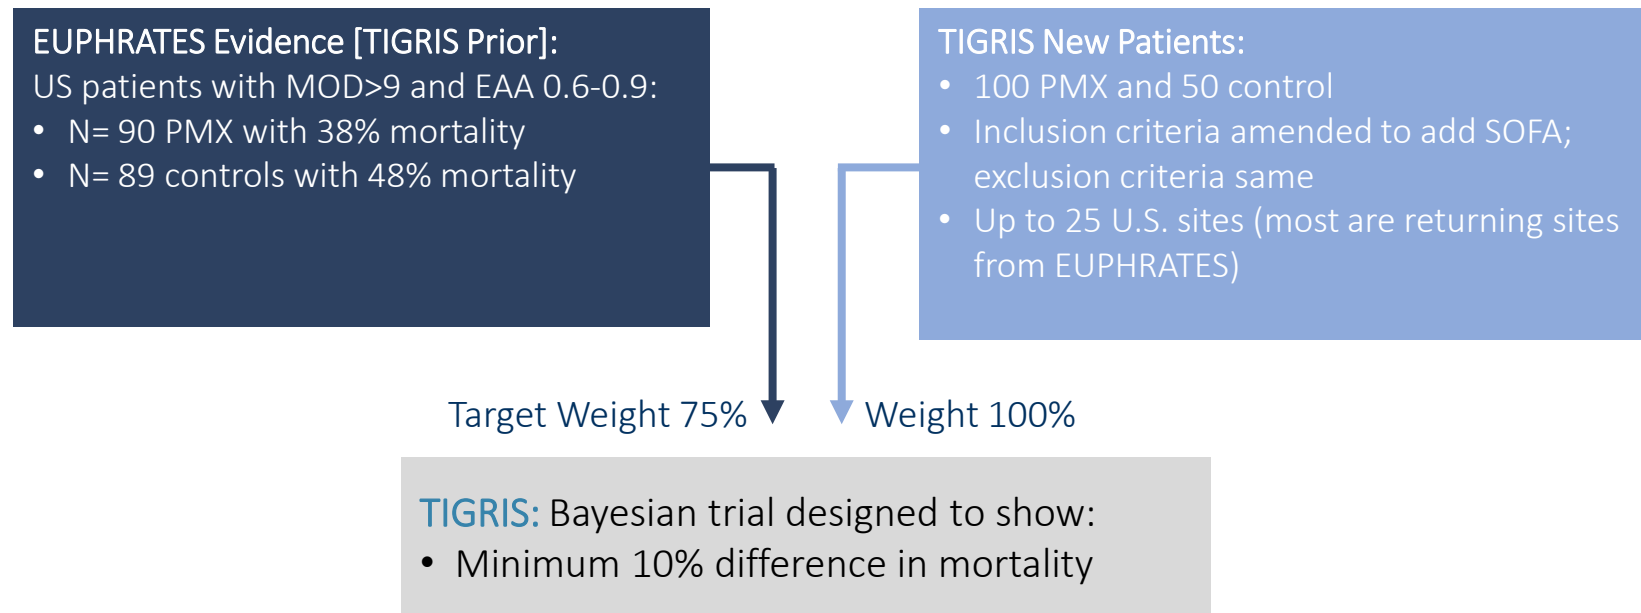 EUPHRATES Evidence [TIGRIS Prior]:
US patients with MOD>9 and EAA 0.6-0.9:
• N= 90 PMX with 38% mortality
• N= 89 controls with 48% mortality
TIGRIS New Patients:
• 100 PMX and 50 control
• Inclusion criteria amended to add SOFA;
exclusion criteria same
• Up to 25 U.S. sites (most are returning sites
from EUPHRATES)
Target Weight 75%
Weight 100%
TIGRIS: Bayesian trial designed to show:
• Minimum 10% difference in mortality